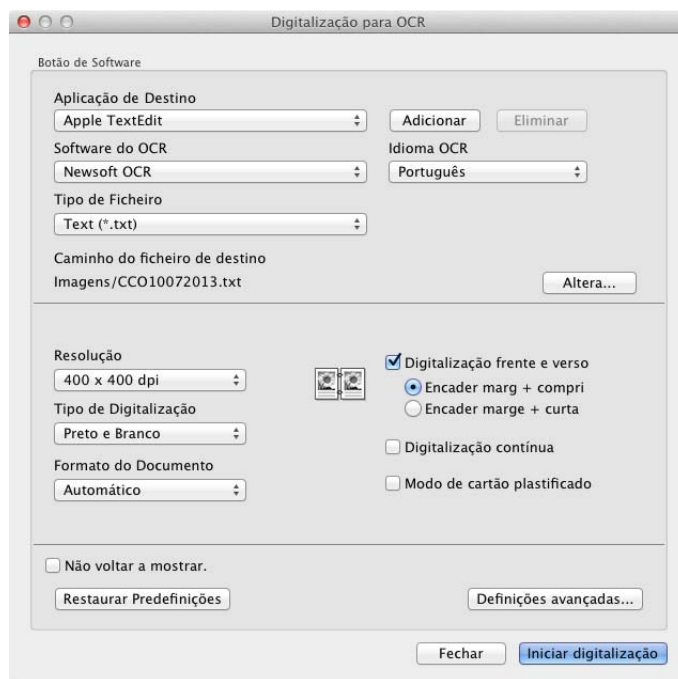 Digitalização para OCR
Botão de Software
Aplicação de Destino
Apple TextEdit
Adicionar
Eliminar
Software do OCR
Idioma OCR
Newsoft OCR
Português
Tipo de Ficheiro
Text (*.txt)
Caminho do ficheiro de destino
Imagens/CCO10072013.txt
Altera...
Resolução
400 x 400 dpi
Digitalização frente e verso
Encader marg + compri
Tipo de Digitalização
Encader marge + curta
Preto e Branco
Digitalização contínua
Formato do Documento
Automático
Modo de cartão plastificado
Não voltar a mostrar.
Restaurar Predefinições
Definições avançadas...
Fechar
Iniciar digitalização